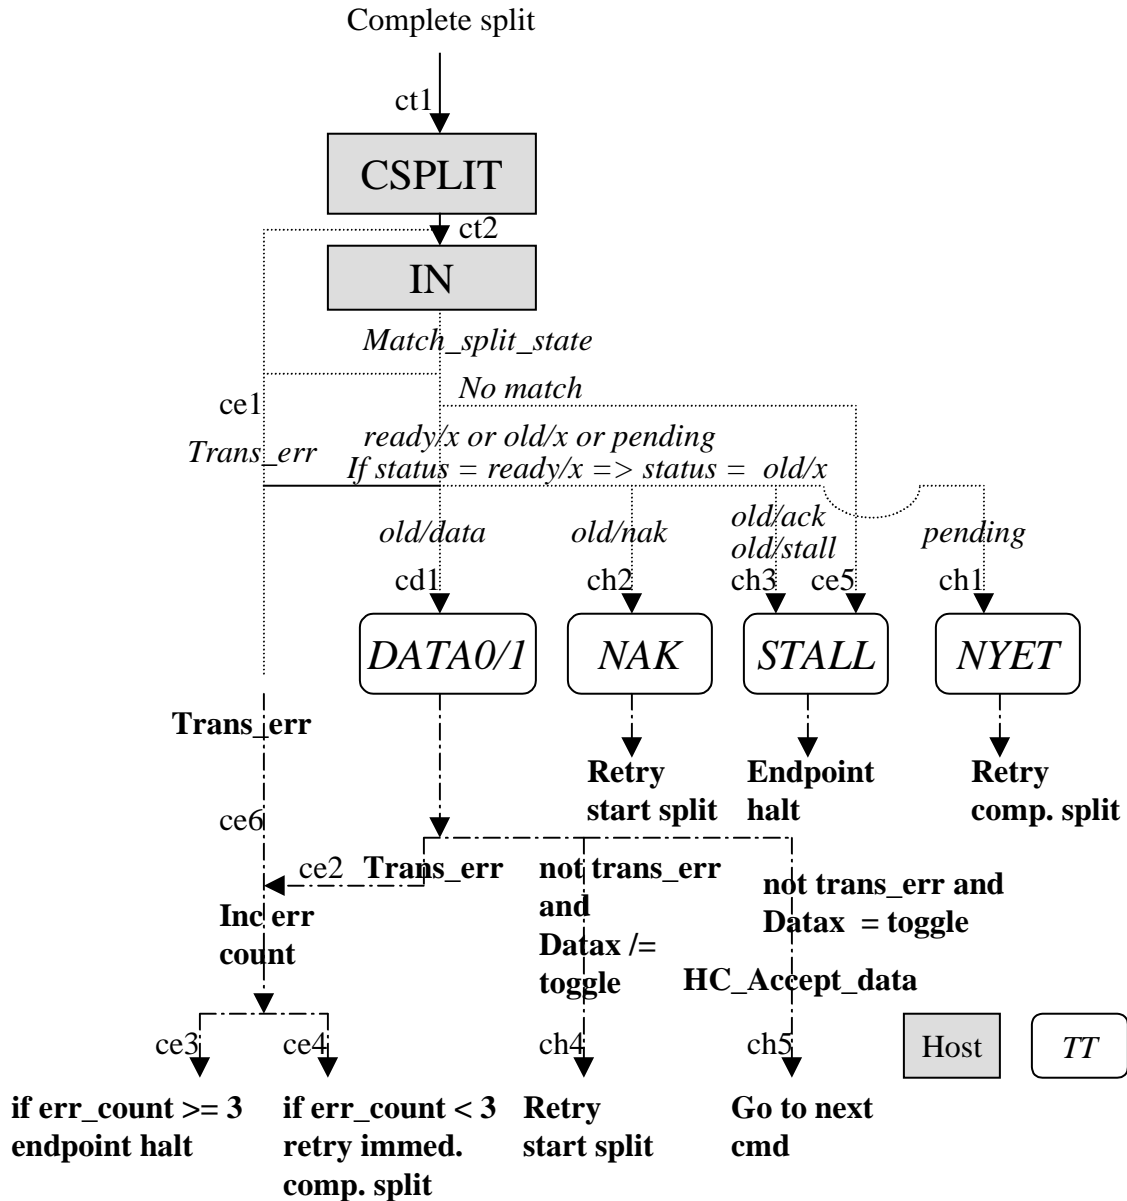 Complete split
ct1
CSPLIT
ct2
IN
Match_split_state
No match
ce1
ready/x or old/x or pending
Trans_err
If status = ready/x => status = old/x
old/data
old/nak
old/ack
old/stall
pending
cd1
ch2
ch3
ce5
ch1
DATA0/1
NAK
STALL
NYET
Trans_err
Retry
start split
Endpoint
halt
Retry
comp. split
ce6
ce2
Trans_err
not trans_err
and
Datax /=
toggle
not trans_err and
Datax = toggle
Inc err
count
HC_Accept_data
ce3
ce4
ch4
ch5
Host
TT
if err_count >= 3
endpoint halt
if err_count < 3
retry immed.
comp. split
Retry
start split
Go to next
cmd